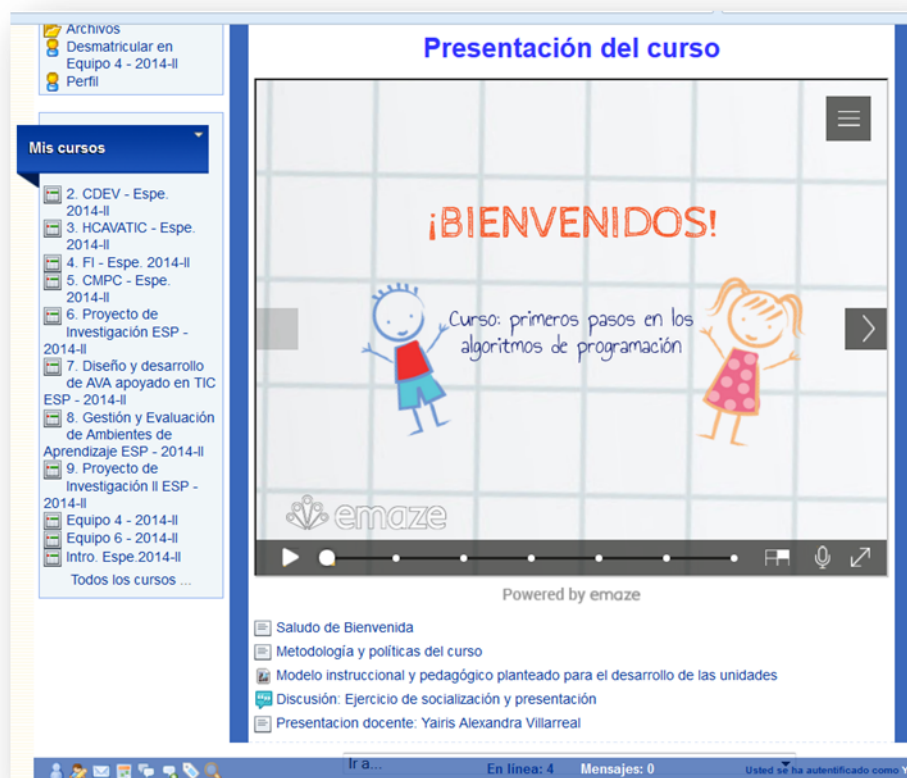 Archivos
Desmatricular en
Equipo 4 - 2014-II
Perfil
Mis cursos
2. CDEV - Espe.
2014-II
3. HCAVATIC - Espe.
2014-II
4. FI - Espe. 2014-II
5. CMPC - Espe.
2014-II
6. Proyecto de
Investigación ESP -
2014-II
7. Diseño y desarrollo
de AVA apoyado en TIC
ESP - 2014-II
8. Gestión y Evaluación
de Ambientes de
Aprendizaje ESP - 2014-II
9. Proyecto de
Investigación II ESP -
2014-II
Equipo 4 - 2014-II
Equipo 6 - 2014-II
Intro. Espe.2014-II
Todos los cursos ...
Presentación del curso
¡BIENVENIDOS!
Curso: primeros pasos en los
algoritmos de programación
emaze
Powered by emaze
Saludo de Bienvenida
Metodología y políticas del curso
Modelo instruccional y pedagógico planteado para el desarrollo de las unidades
Discusión: Ejercicio de socialización y presentación
Presentacion docente: Yairis Alexandra Villarreal
Ir a...
En línea: 4
Mensajes: 0
Usted se ha autentificado como Y